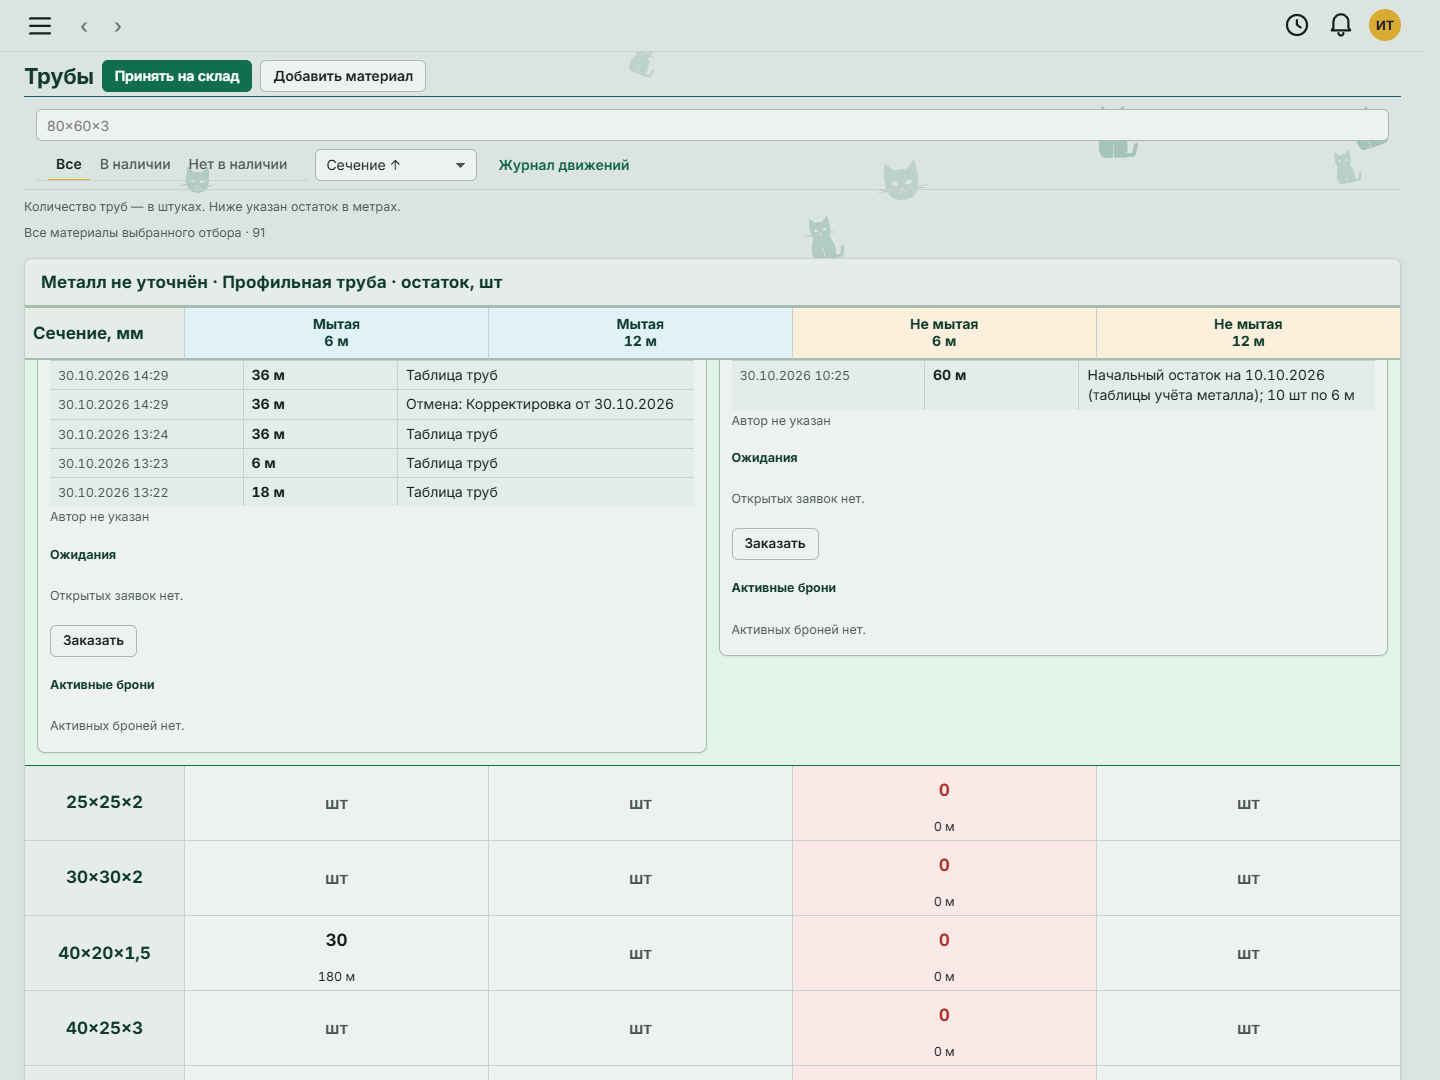 ИТ
Трубы
Принять на склад
Добавить материал
80×60×3
Все
В наличии
Нет в наличии
Сечение ↑
Журнал движений
Количество труб — в штуках. Ниже указан остаток в метрах.
Все материалы выбранного отбора · 91
Металл не уточнён · Профильная труба · остаток, шт
Сечение, мм
Мытая
6 м
Мытая
12 м
Не мытая
6 м
Не мытая
12 м
30.10.2026 14:29 36 м Таблица труб
30.10.2026 14:29 36 м Отмена: Корректировка от 30.10.2026
30.10.2026 13:24 36 м Таблица труб
30.10.2026 13:23 6 м Таблица труб
30.10.2026 13:22 18 м Таблица труб
Автор не указан
Ожидания
Открытых заявок нет.
Заказать
Активные брони
Активных броней нет.
30.10.2026 10:25 60 м Начальный остаток на 10.10.2026
(таблицы учёта металла); 10 шт по 6 м
Автор не указан
Ожидания
Открытых заявок нет.
Заказать
Активные брони
Активных броней нет.
25×25×2 шт шт 0 шт
0 м
30×30×2 шт шт 0 шт
0 м
40×20×1,5 30 шт 0 шт
180 м 0 м
40×25×3 шт шт 0 шт
0 м